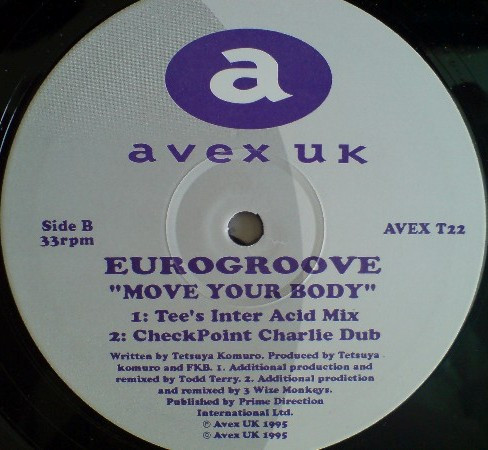 a
avex uk
Side B
33rpm
AVEX T22
EUROGROOVE
"MOVE YOUR BODY"
1: Tee's Inter Acid Mix
2: CheckPoint Charlie Dub
Written by Tetsuya Komuro. Produced by Tetsuya
komuro and FKB. 1. Additional production and
remixed by Todd Terry. 2. Additional prodiction
and remixed by 3 Wize Monkeys.
Published by Prime Direction
International Ltd.
℗ Avex UK 1995
© Avex UK 1995